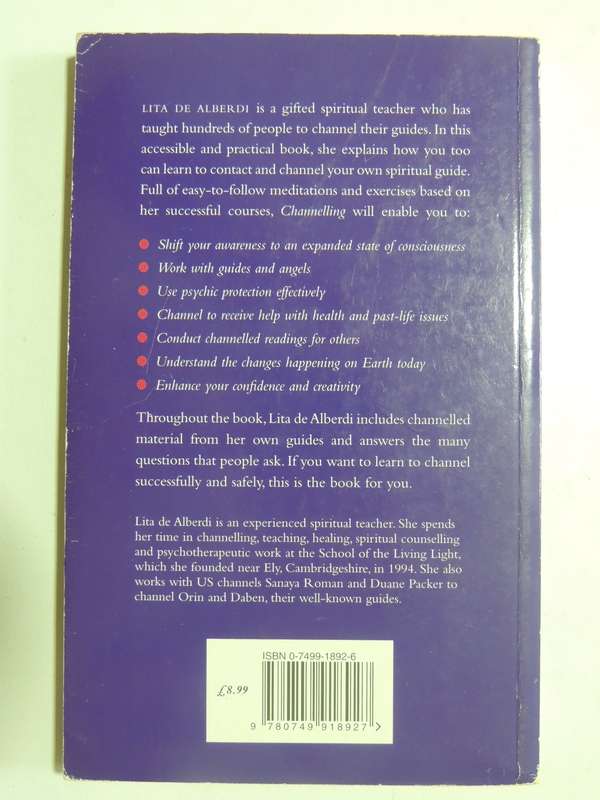 LITA DE ALBERDI is a gifted spiritual teacher who has
taught hundreds of people to channel their guides. In this
accessible and practical book, she explains how you too
can learn to contact and channel your own spiritual guide.
Full of easy-to-follow meditations and exercises based on
her successful courses, Channelling will enable you to:
Shift your awareness to an expanded state of consciousness
Work with guides and angels
Use psychic protection effectively
Channel to receive help with health and past-life issues
Conduct channelled readings for others
Understand the changes happening on Earth today
Enhance your confidence and creativity
Throughout the book, Lita de Alberdi includes channelled
material from her own guides and answers the many
questions that people ask. If you want to learn to channel
successfully and safely, this is the book for you.
Lita de Alberdi is an experienced spiritual teacher. She spends
her time in channelling, teaching, healing, spiritual counselling
and psychotherapeutic work at the School of the Living Light,
which she founded near Ely, Cambridgeshire, in 1994. She also
works with US channels Sanaya Roman and Duane Packer to
channel Orin and Daben, their well-known guides.
ISBN 0-7499-1892-6
£8.99
9 780749 918927 >